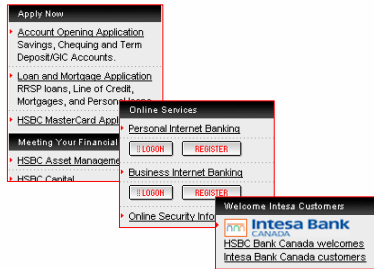 Apply Now
Account Opening Application
Savings, Chequing and Term
Deposit/GIC Accounts.
Loan and Mortgage Application
RRSP loans, Line of Credit,
Mortgages, and Personal
HSBC MasterCard Appl
Meeting Your Financial
HSBC Asset Manageme
HSBC Capital
Online Services
Personal Internet Banking
LOGON REGISTER
Business Internet Banking
LOGON REGISTER
Online Security Info
Welcome Intesa Customers
Intesa Bank
CANADA
HSBC Bank Canada welcomes
Intesa Bank Canada customers